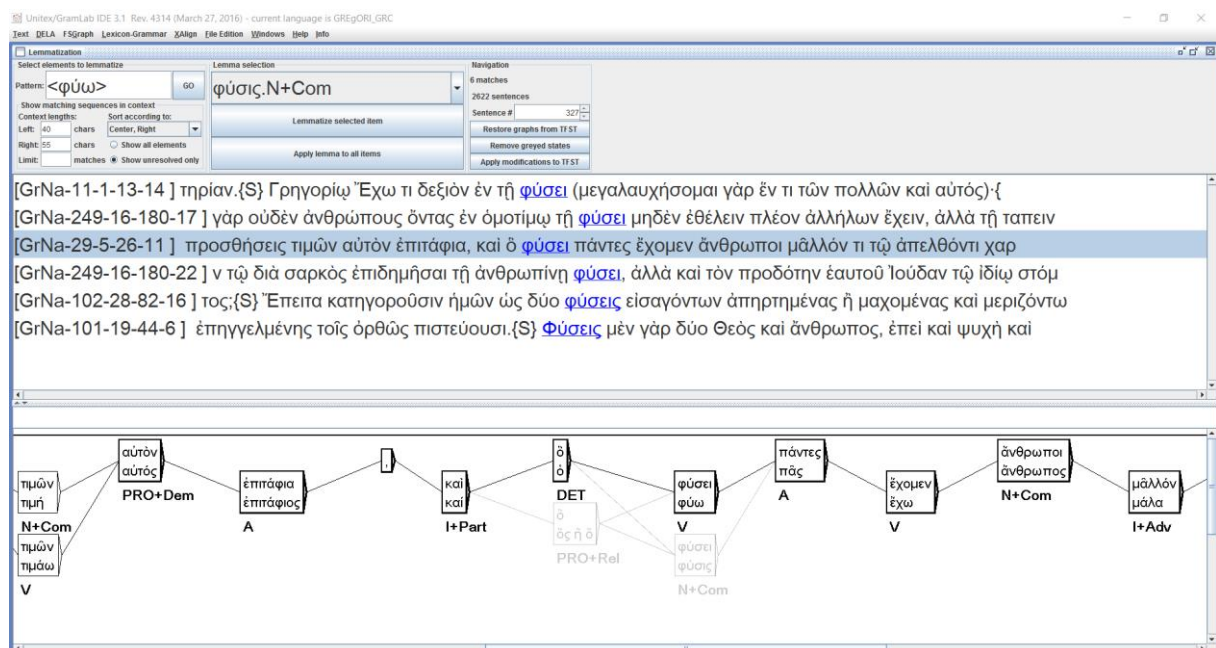 Unitex/GramLab IDE 3.1 Rev. 4314 (March 27, 2016) - current language is GREgORI_GRC
Text DELA FSGraph Lexicon-Grammar XAlign File Edition Windows Help Info
Lemmatization
Select elements to lemmatize
Pattern: <φύω> GO
Show matching sequences in context
Context lengths: Sort according to:
Left: 40 chars Center, Right
Right: 55 chars Show all elements
Limit: matches Show unresolved only
Lemma selection
φύσις.N+Com
Lemmatize selected item
Apply lemma to all items
Navigation
6 matches
2622 sentences
Sentence # 327
Restore graphs from TFST
Remove greyed states
Apply modifications to TFST
[GrNa-11-1-13-14 ] τηρίαν.{S} Γρηγορίῳ Ἔχω τι δεξιὸν ἐν τῇ φύσει (μεγαλαυχήσομαι γὰρ ἕν τι τῶν πολλῶν καὶ αὐτός)·{
[GrNa-249-16-180-17 ] γὰρ οὐδὲν ἀνθρώπους ὄντας ἐν ὁμοτίμῳ τῇ φύσει μηδὲν ἐθέλειν πλέον ἀλλήλων ἔχειν, ἀλλὰ τῇ ταπειν
[GrNa-29-5-26-11 ] προσθήσεις τιμῶν αὐτὸν ἐπιτάφια, καὶ ὃ φύσει πάντες ἔχομεν ἄνθρωποι μᾶλλόν τι τῷ ἀπελθόντι χαρ
[GrNa-249-16-180-22 ] ν τῷ διὰ σαρκὸς ἐπιδημῆσαι τῇ ἀνθρωπίνῃ φύσει, ἀλλὰ καὶ τὸν προδότην ἑαυτοῦ Ἰούδαν τῷ ἰδίῳ στόμ
[GrNa-102-28-82-16 ] τος;{S} Ἔπειτα κατηγοροῦσιν ἡμῶν ὡς δύο φύσεις εἰσαγόντων ἀπηρτημένας ἢ μαχομένας καὶ μεριζόντω
[GrNa-101-19-44-6 ] ἐπηγγελμένης τοῖς ὀρθῶς πιστεύουσι.{S} Φύσεις μὲν γὰρ δύο Θεὸς καὶ ἄνθρωπος, ἐπεὶ καὶ ψυχὴ καὶ
τιμῶν
τιμή
N+Com
τιμῶν
τιμάω
V
αὐτὸν
αὐτός
PRO+Dem
ἐπιτάφια
ἐπιτάφιος
A
,
καὶ
καί
I+Part
ὃ
ὁ
DET
ὃ
ὅς ἥ ὅ
PRO+Rel
φύσει
φύω
V
φύσει
φύσις
N+Com
πάντες
πᾶς
A
ἔχομεν
ἔχω
V
ἄνθρωποι
ἄνθρωπος
N+Com
μᾶλλόν
μάλα
I+Adv